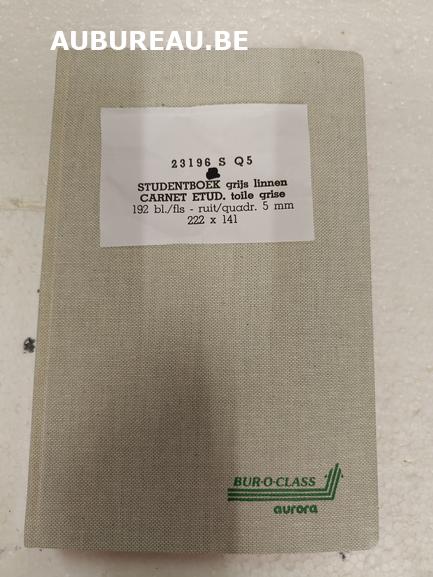 AUBUREAU.BE
23196 S Q5
STUDENTBOEK grijs linnen
CARNET ETUD. toile grise
192 bl./fls - ruit/quadr. 5 mm
222 x 141
BUR-O-CLASS
aurora